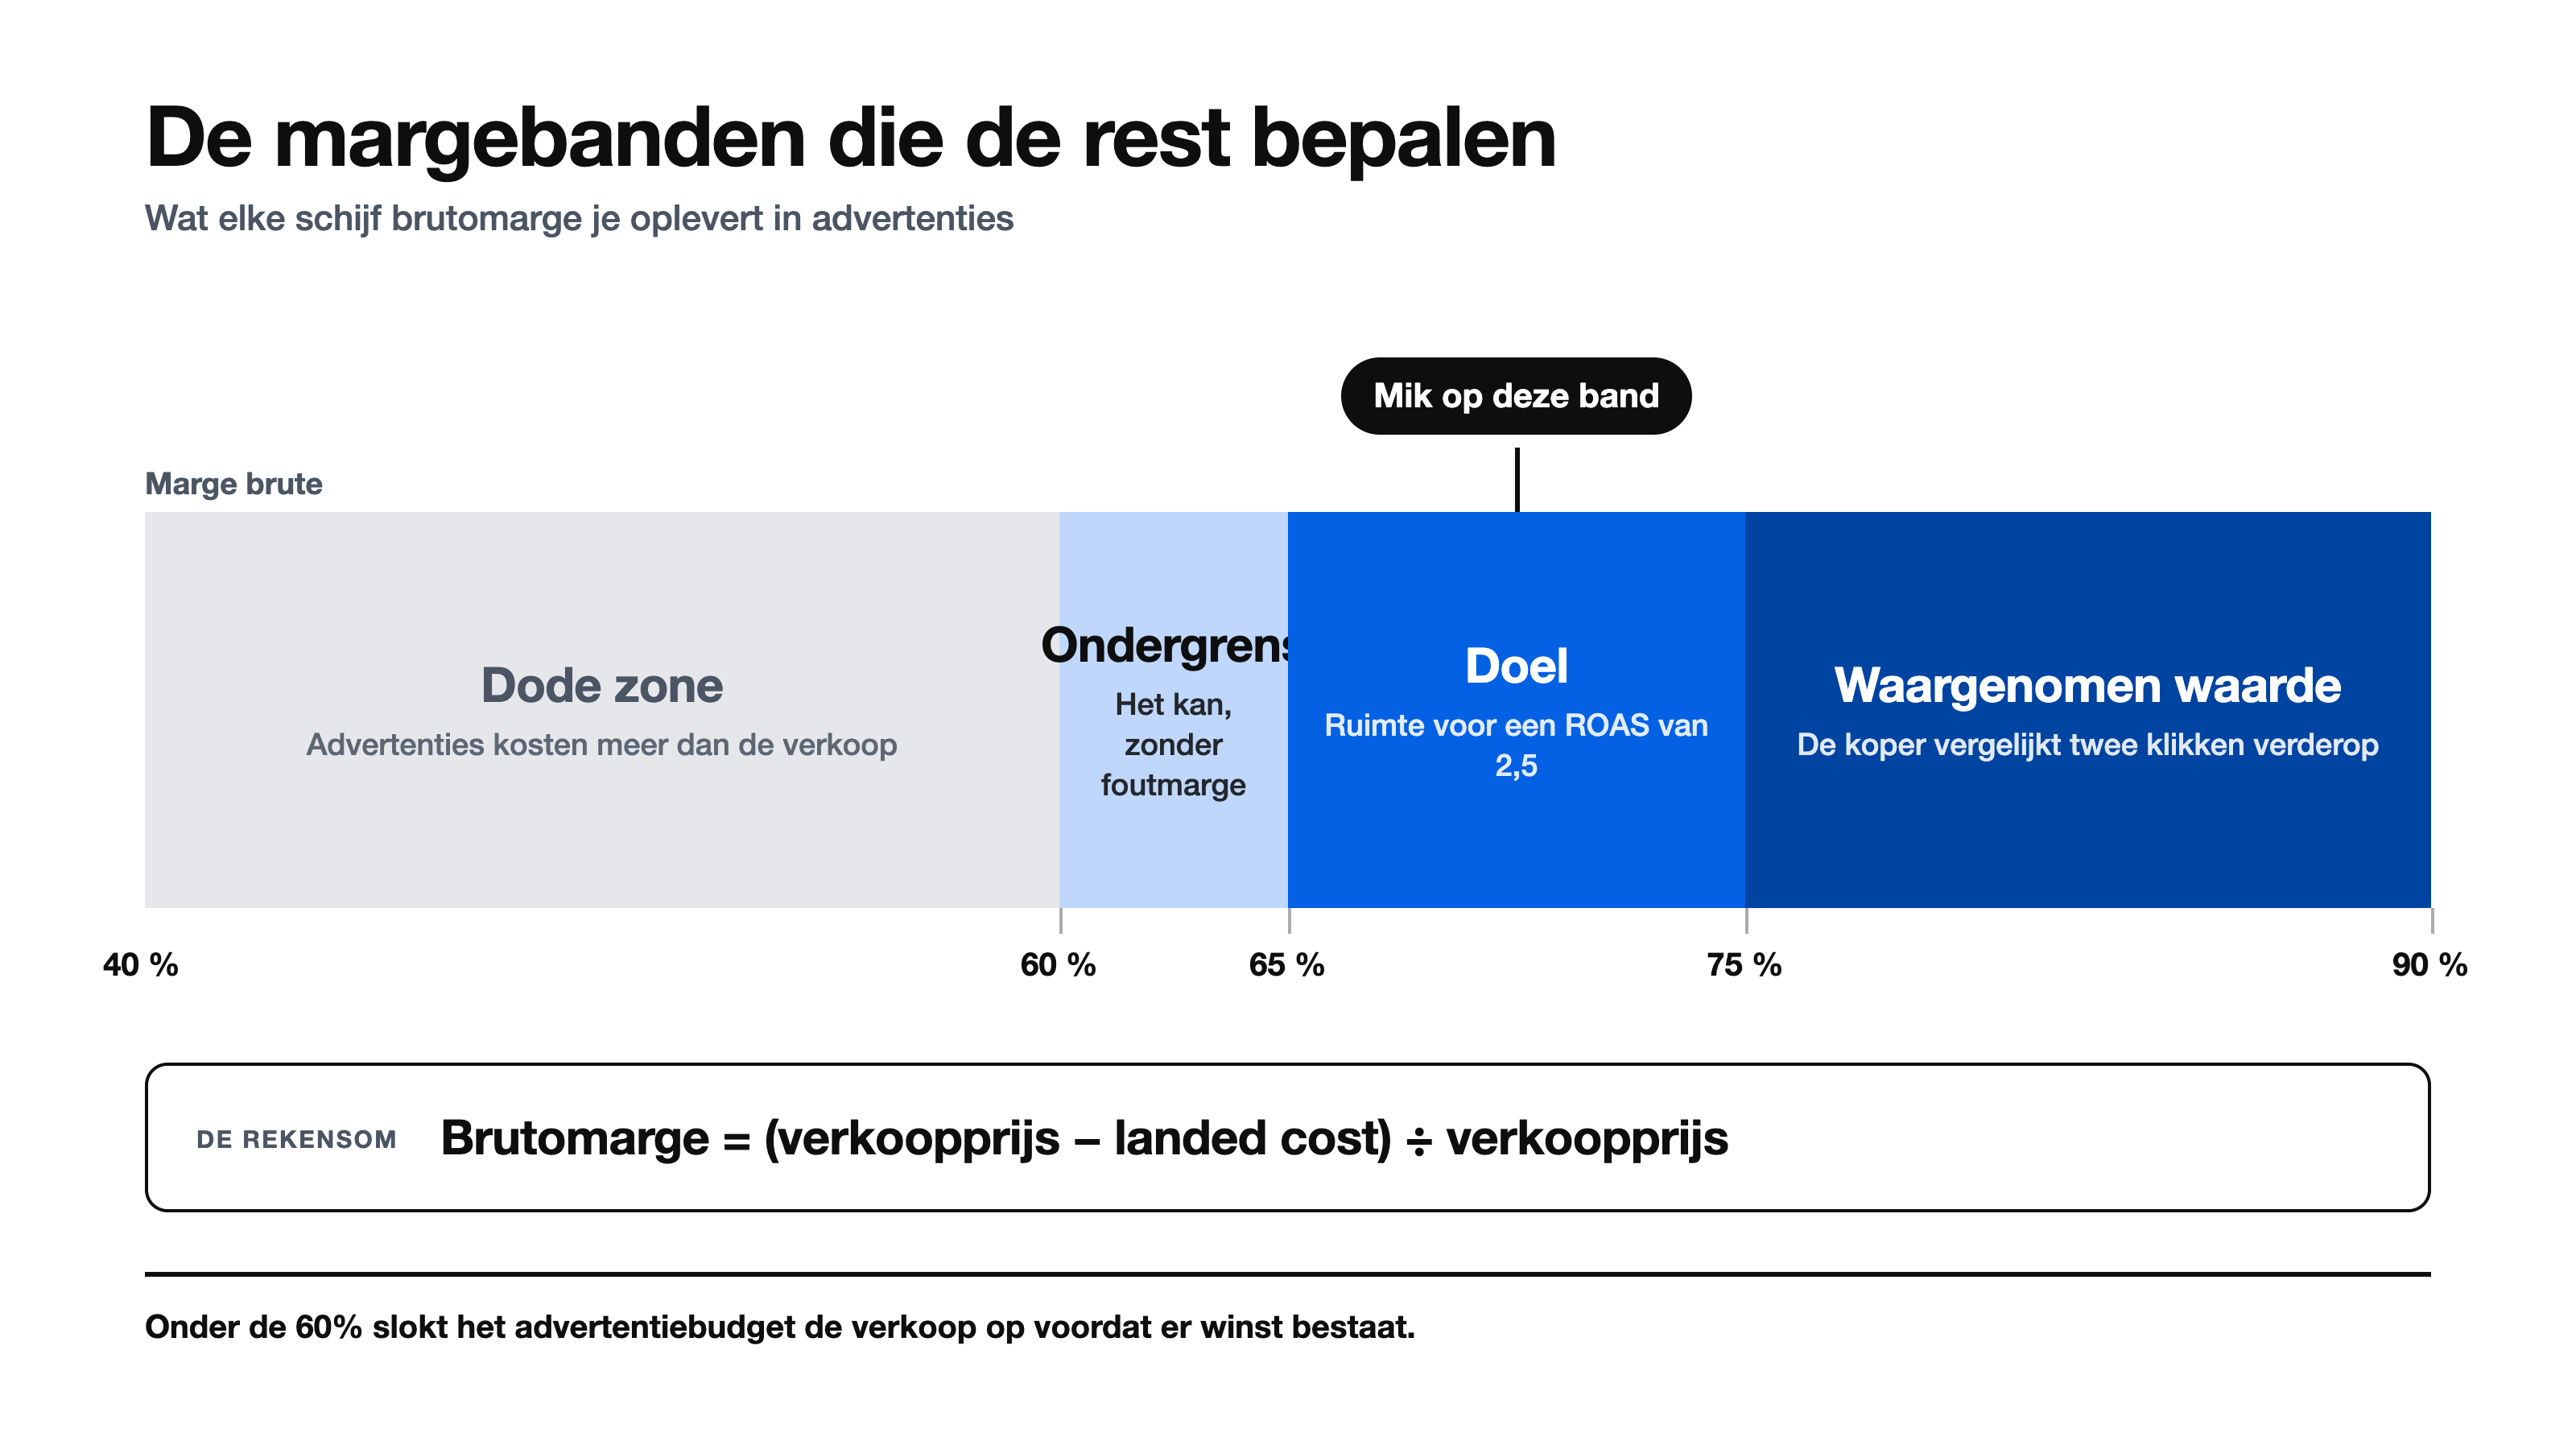 De margebanden die de rest bepalen
Wat elke schijf brutomarge je oplevert in advertenties
Mik op deze band
Marge brute
Dode zone
Advertenties kosten meer dan de verkoop
Ondergrens
Het kan,
zonder
foutmarge
Doel
Ruimte voor een ROAS van
2,5
Waargenomen waarde
De koper vergelijkt twee klikken verderop
40 %
60 %
65 %
75 %
90 %
DE REKENSOM
Brutomarge = (verkoopprijs – landed cost) ÷ verkoopprijs
Onder de 60% slokt het advertentiebudget de verkoop op voordat er winst bestaat.